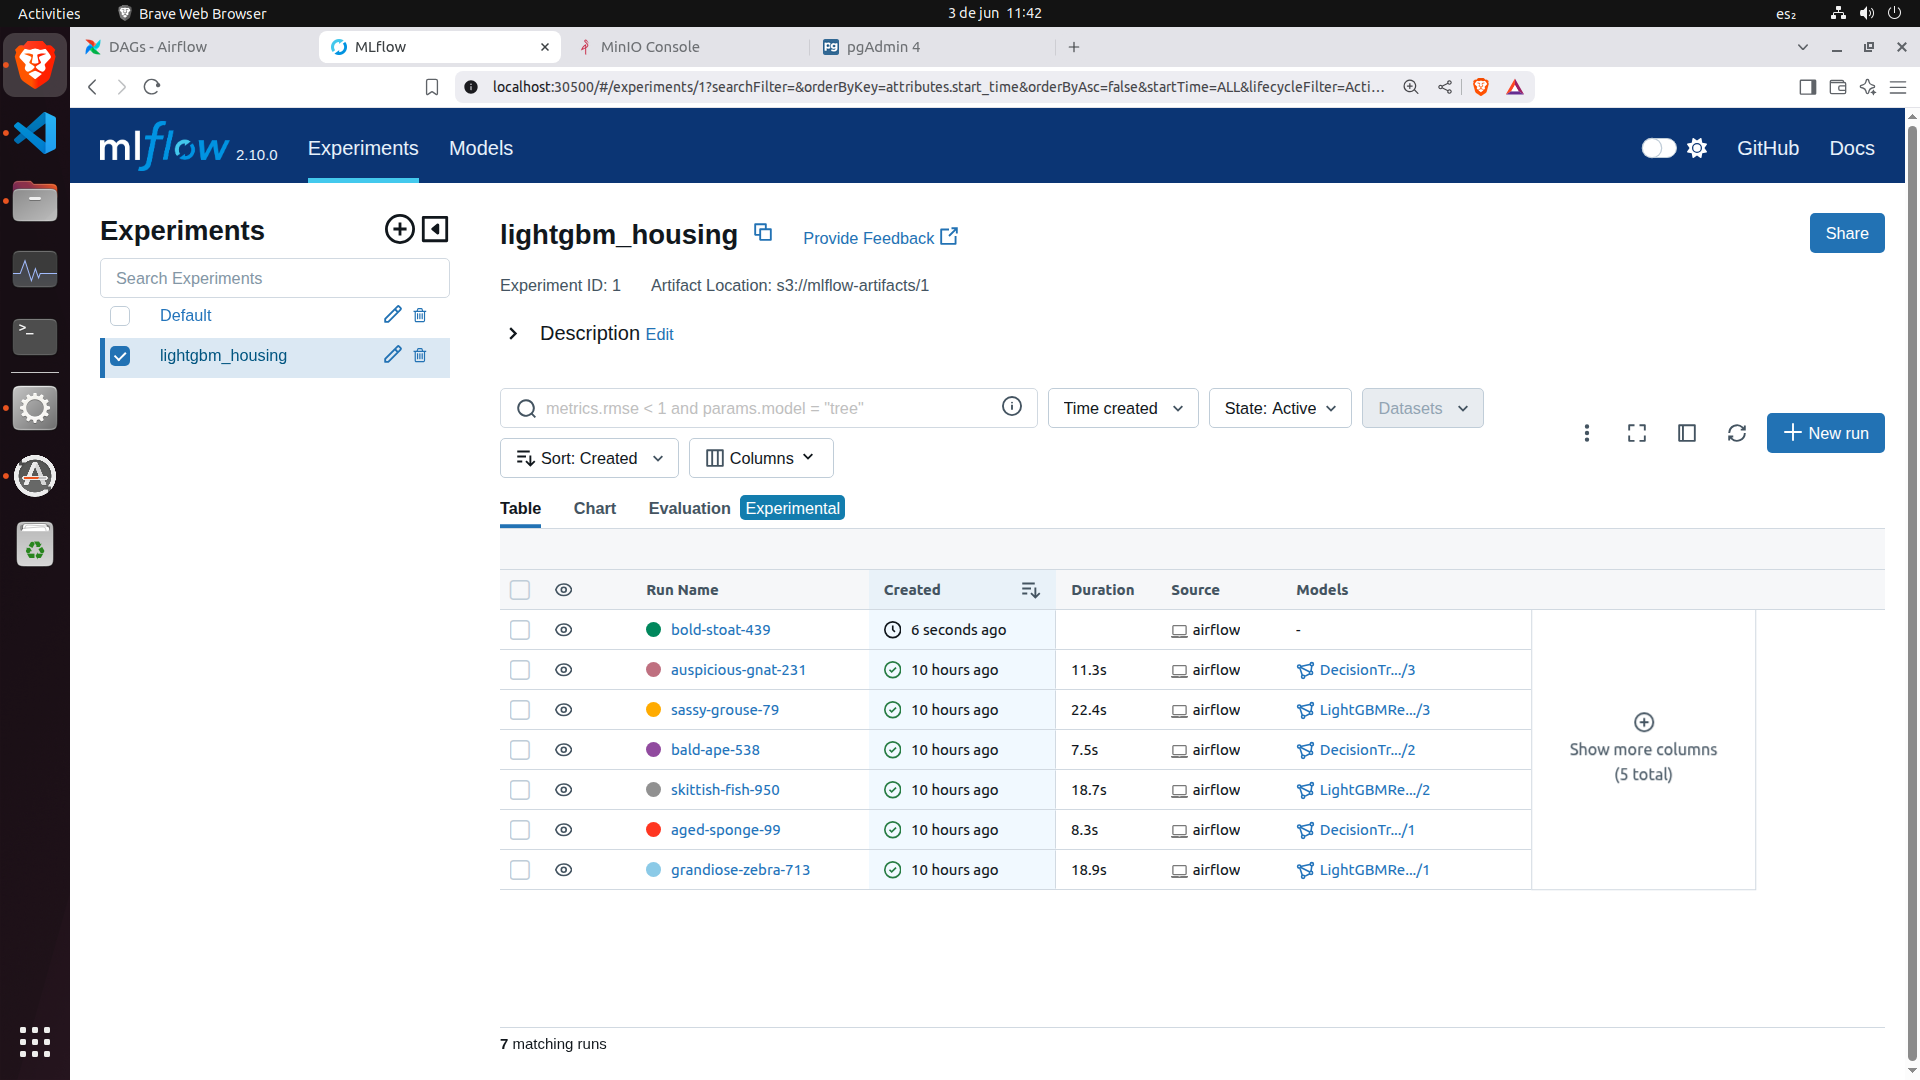 Activities
Brave Web Browser
3 de jun 11:42
es₂
DAGs - Airflow
MLflow
MinIO Console
pgAdmin 4
localhost:30500/#/experiments/1?searchFilter=&orderByKey=attributes.start_time&orderByAsc=false&startTime=ALL&lifecycleFilter=Acti...
mlflow 2.10.0
Experiments
Models
GitHub
Docs
Experiments
Search Experiments
Default
lightgbm_housing
lightgbm_housing
Provide Feedback
Share
Experiment ID: 1
Artifact Location: s3://mlflow-artifacts/1
Description Edit
metrics.rmse < 1 and params.model = "tree"
Time created
State: Active
Datasets
New run
Sort: Created
Columns
Table
Chart
Evaluation Experimental
Run Name Created Duration Source Models
bold-stoat-439 6 seconds ago airflow -
auspicious-gnat-231 10 hours ago 11.3s airflow DecisionTr.../3
sassy-grouse-79 10 hours ago 22.4s airflow LightGBMRe.../3
bald-ape-538 10 hours ago 7.5s airflow DecisionTr.../2
skittish-fish-950 10 hours ago 18.7s airflow LightGBMRe.../2
aged-sponge-99 10 hours ago 8.3s airflow DecisionTr.../1
grandiose-zebra-713 10 hours ago 18.9s airflow LightGBMRe.../1
Show more columns
(5 total)
7 matching runs